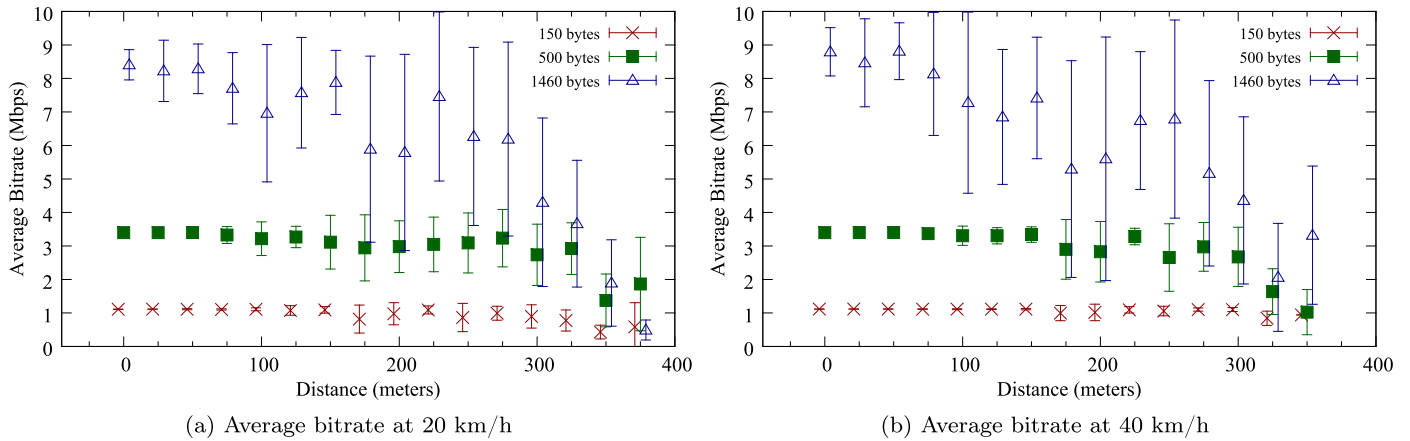 10
9
8
7
6
5
4
3
2
1
0
Average Bitrate (Mbps)
150 bytes
500 bytes
1460 bytes
0
100
200
300
400
Distance (meters)
(a) Average bitrate at 20 km/h
10
9
8
7
6
5
4
3
2
1
0
Average Bitrate (Mbps)
150 bytes
500 bytes
1460 bytes
0
100
200
300
400
Distance (meters)
(b) Average bitrate at 40 km/h